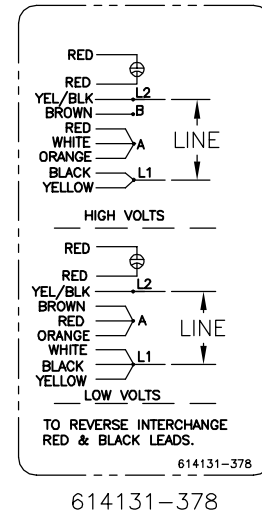 RED
RED
YEL/BLK L2
BROWN B
RED
WHITE A
ORANGE
LINE
BLACK L1
YELLOW
HIGH VOLTS
RED
RED
YEL/BLK L2
BROWN
RED A
ORANGE
LINE
WHITE
BLACK L1
YELLOW
LOW VOLTS
TO REVERSE INTERCHANGE
RED & BLACK LEADS.
614131-378
614131-378